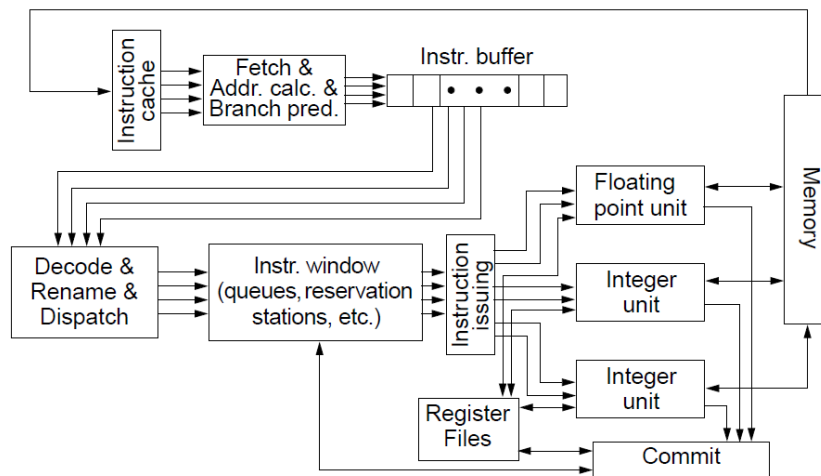 Instruction
cache
Fetch &
Addr. calc. &
Branch pred.
Instr. buffer
Decode &
Rename &
Dispatch
Instr. window
(queues, reservation
stations, etc.)
Instruction
issuing
Floating
point unit
Integer
unit
Integer
unit
Memory
Register
Files
Commit